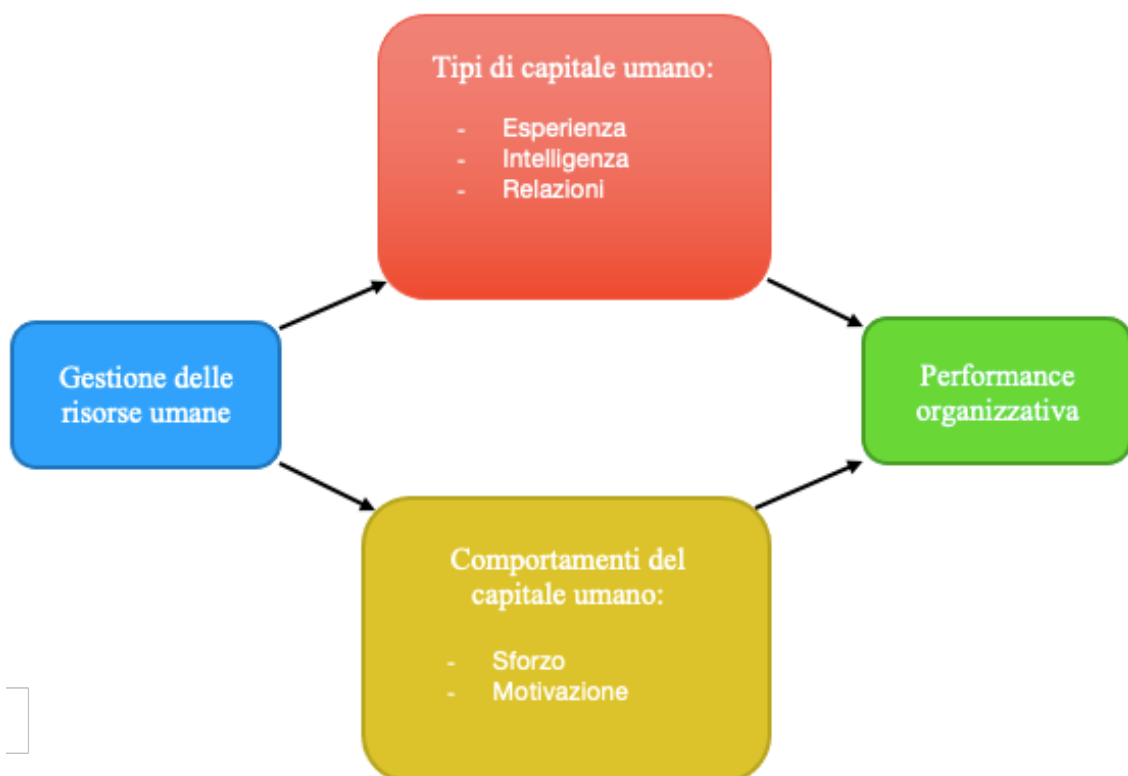 Tipi di capitale umano:
- Esperienza
- Intelligenza
- Relazioni
Gestione delle
risorse umane
Performance
organizzativa
Comportamenti del
capitale umano:
- Sforzo
- Motivazione